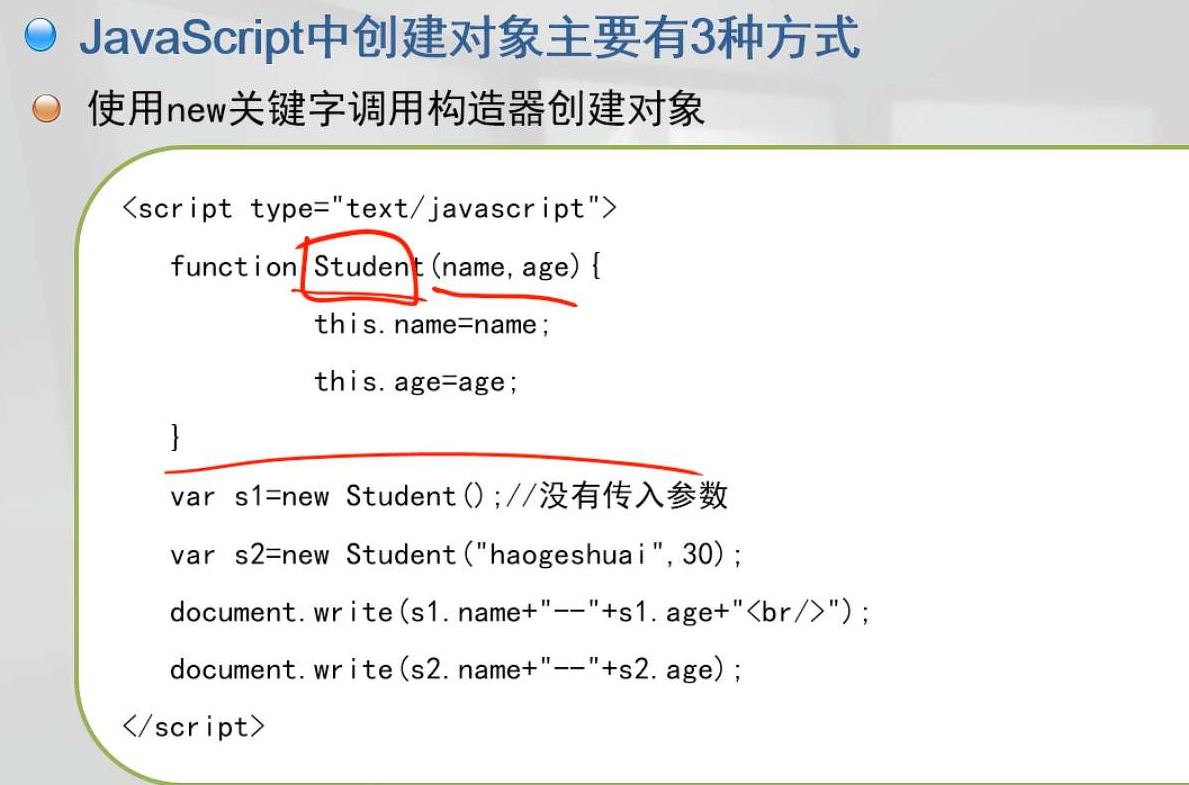 JavaScript中创建对象主要有3种方式
使用new关键字调用构造器创建对象
<script type="text/javascript">
function Student(name,age){
this.name=name;
this.age=age;
}
var s1=new Student();//没有传入参数
var s2=new Student("haogeshuai",30);
document.write(s1.name+"--"+s1.age+"<br/>");
document.write(s2.name+"--"+s2.age);
</script>